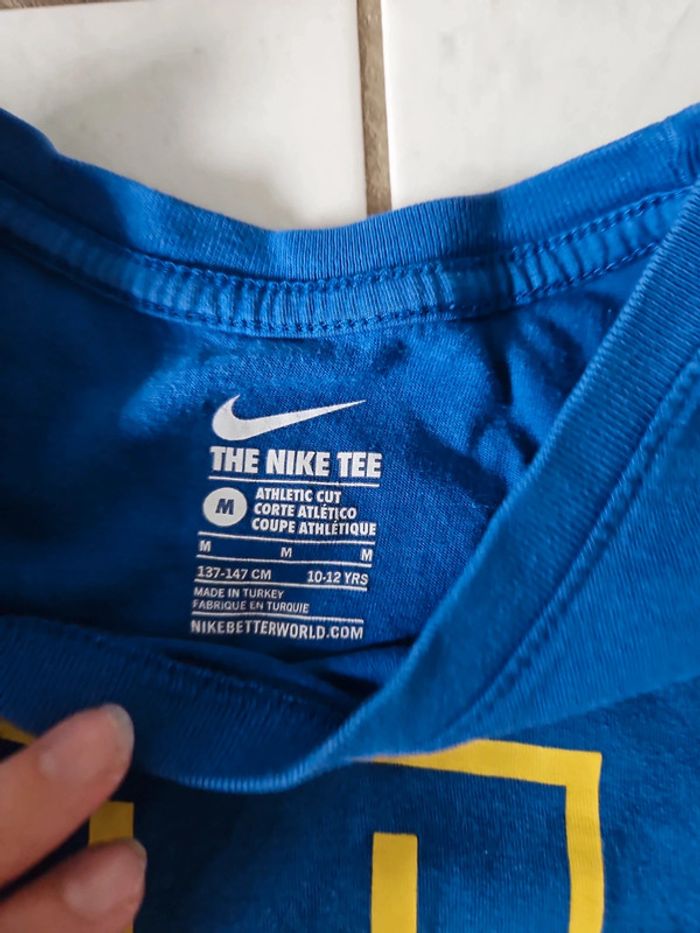 THE NIKE TEE
M
ATHLETIC CUT
CORTE ATLÉTICO
COUPE ATHLÉTIQUE
M M M
137-147 CM 10-12 YRS
MADE IN TURKEY
FABRIQUE EN TURQUIE
NIKEBETTERWORLD.COM